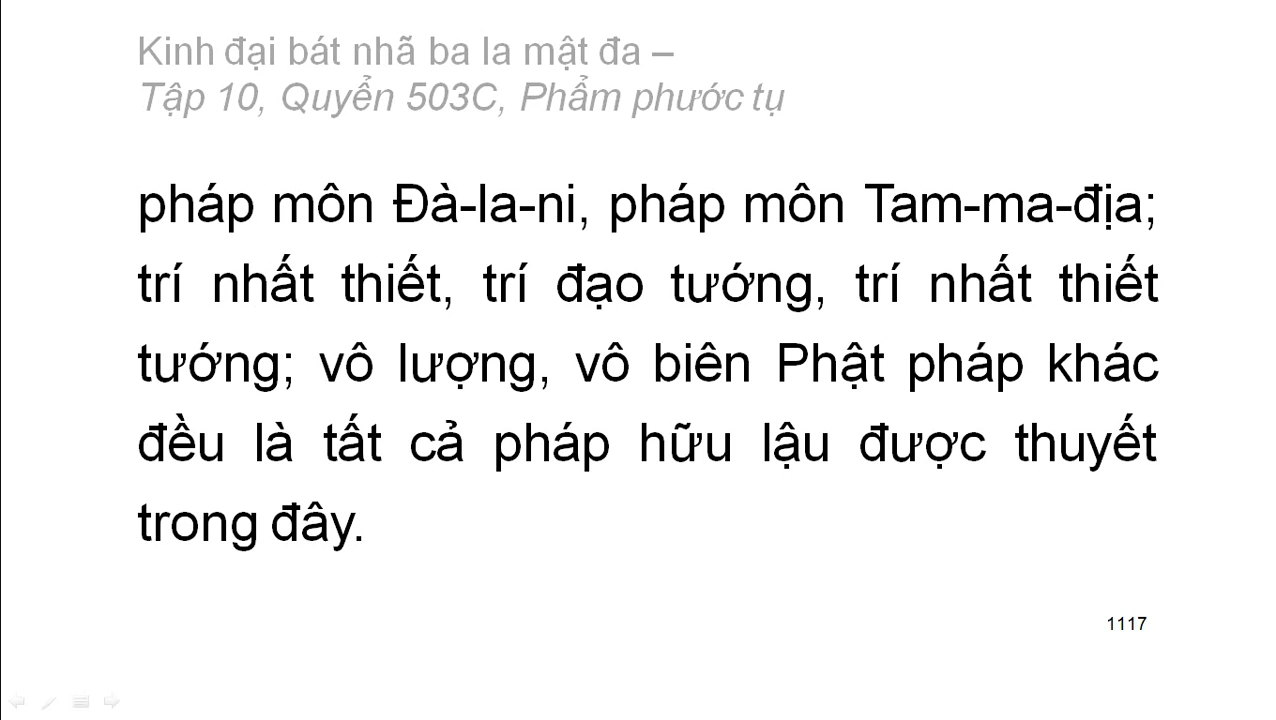 Kinh đại bát nhã ba la mật đa –
Tập 10, Quyển 503C, Phẩm phước tụ
pháp môn Đà-la-ni, pháp môn Tam-ma-địa;
trí nhất thiết, trí đạo tướng, trí nhất thiết
tướng; vô lượng, vô biên Phật pháp khác
đều là tất cả pháp hữu lậu được thuyết
trong đây.
1117